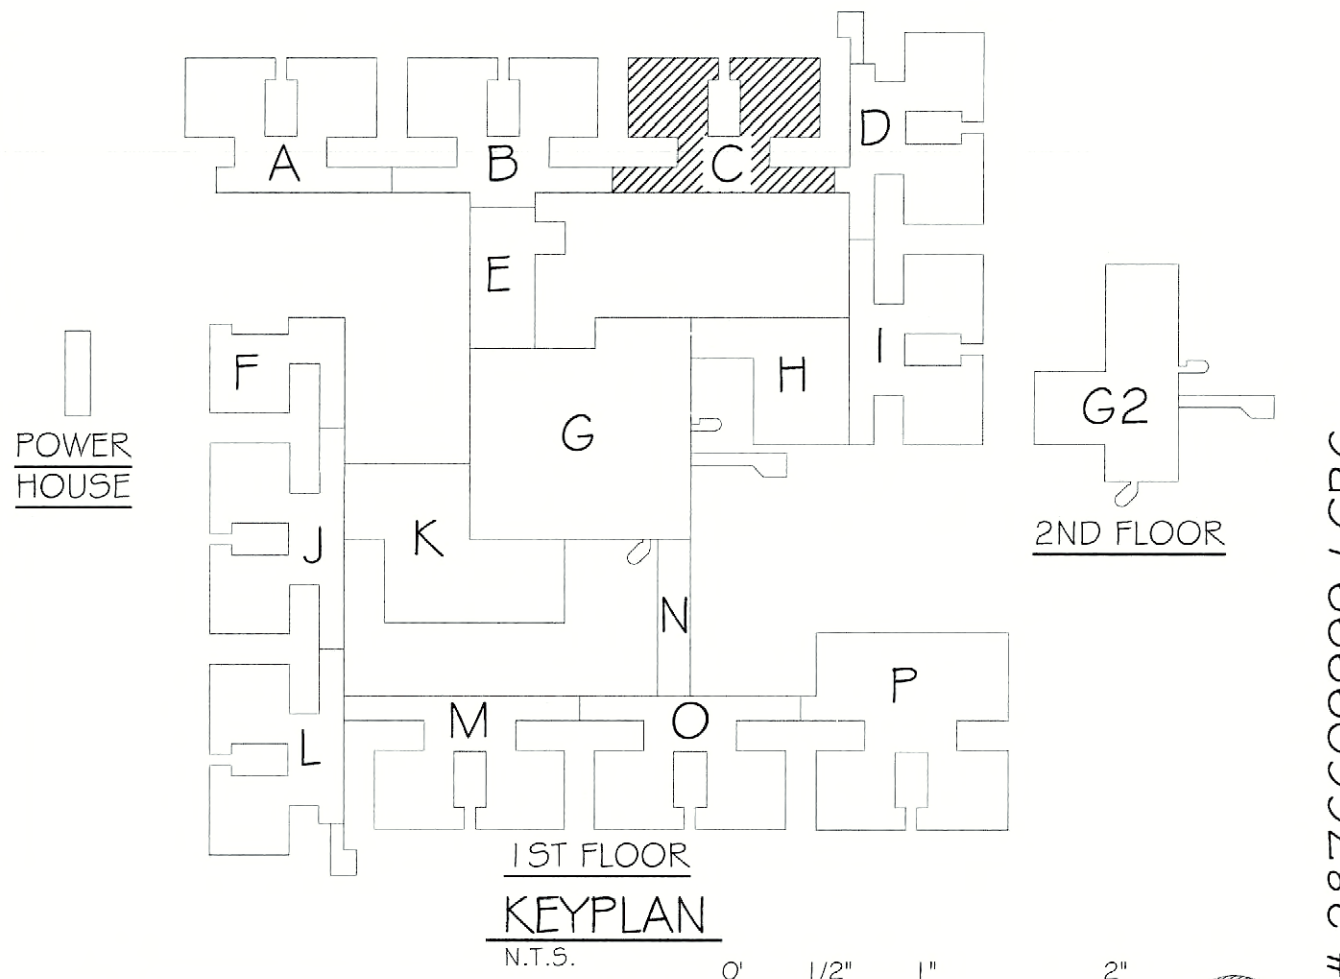 A
B
C
D
E
F
G
H
I
J
K
L
M
N
O
P
G2
POWER
HOUSE
2ND FLOOR
1ST FLOOR
KEYPLAN
N.T.S.
0' 1/2" 1" 2"